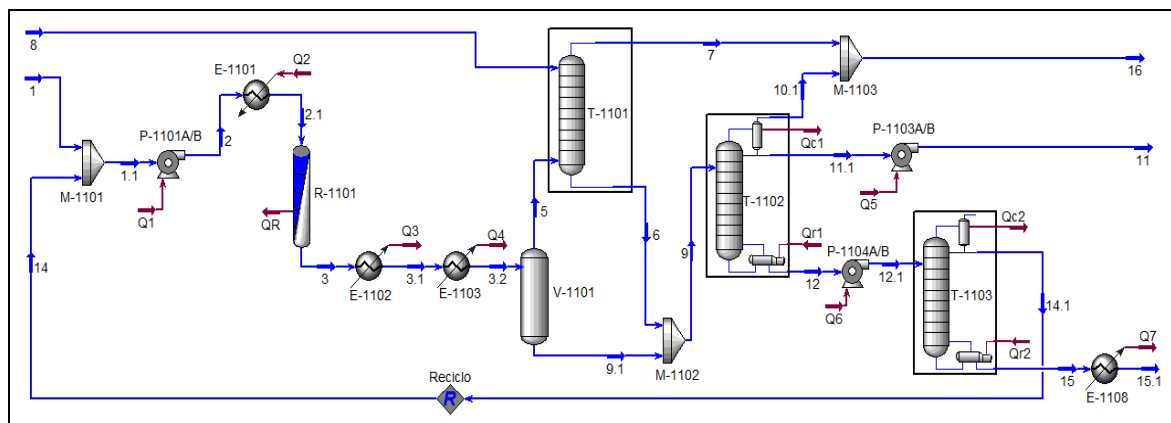 8
7
16
1
E-1101
Q2
T-1101
10.1
M-1103
P-1101A/B
2
2.1
Qc1
P-1103A/B
M-1101
1.1
11.1
11
Q1
R-1101
QR
T-1102
Q5
5
6
9
Qr1
P-1104A/B
Qc2
14
Q3
Q4
12
12.1
3
3.1
3.2
E-1102
E-1103
V-1101
Q6
T-1103
14.1
M-1102
9.1
Qr2
Q7
15
15.1
E-1108
Reciclo
R